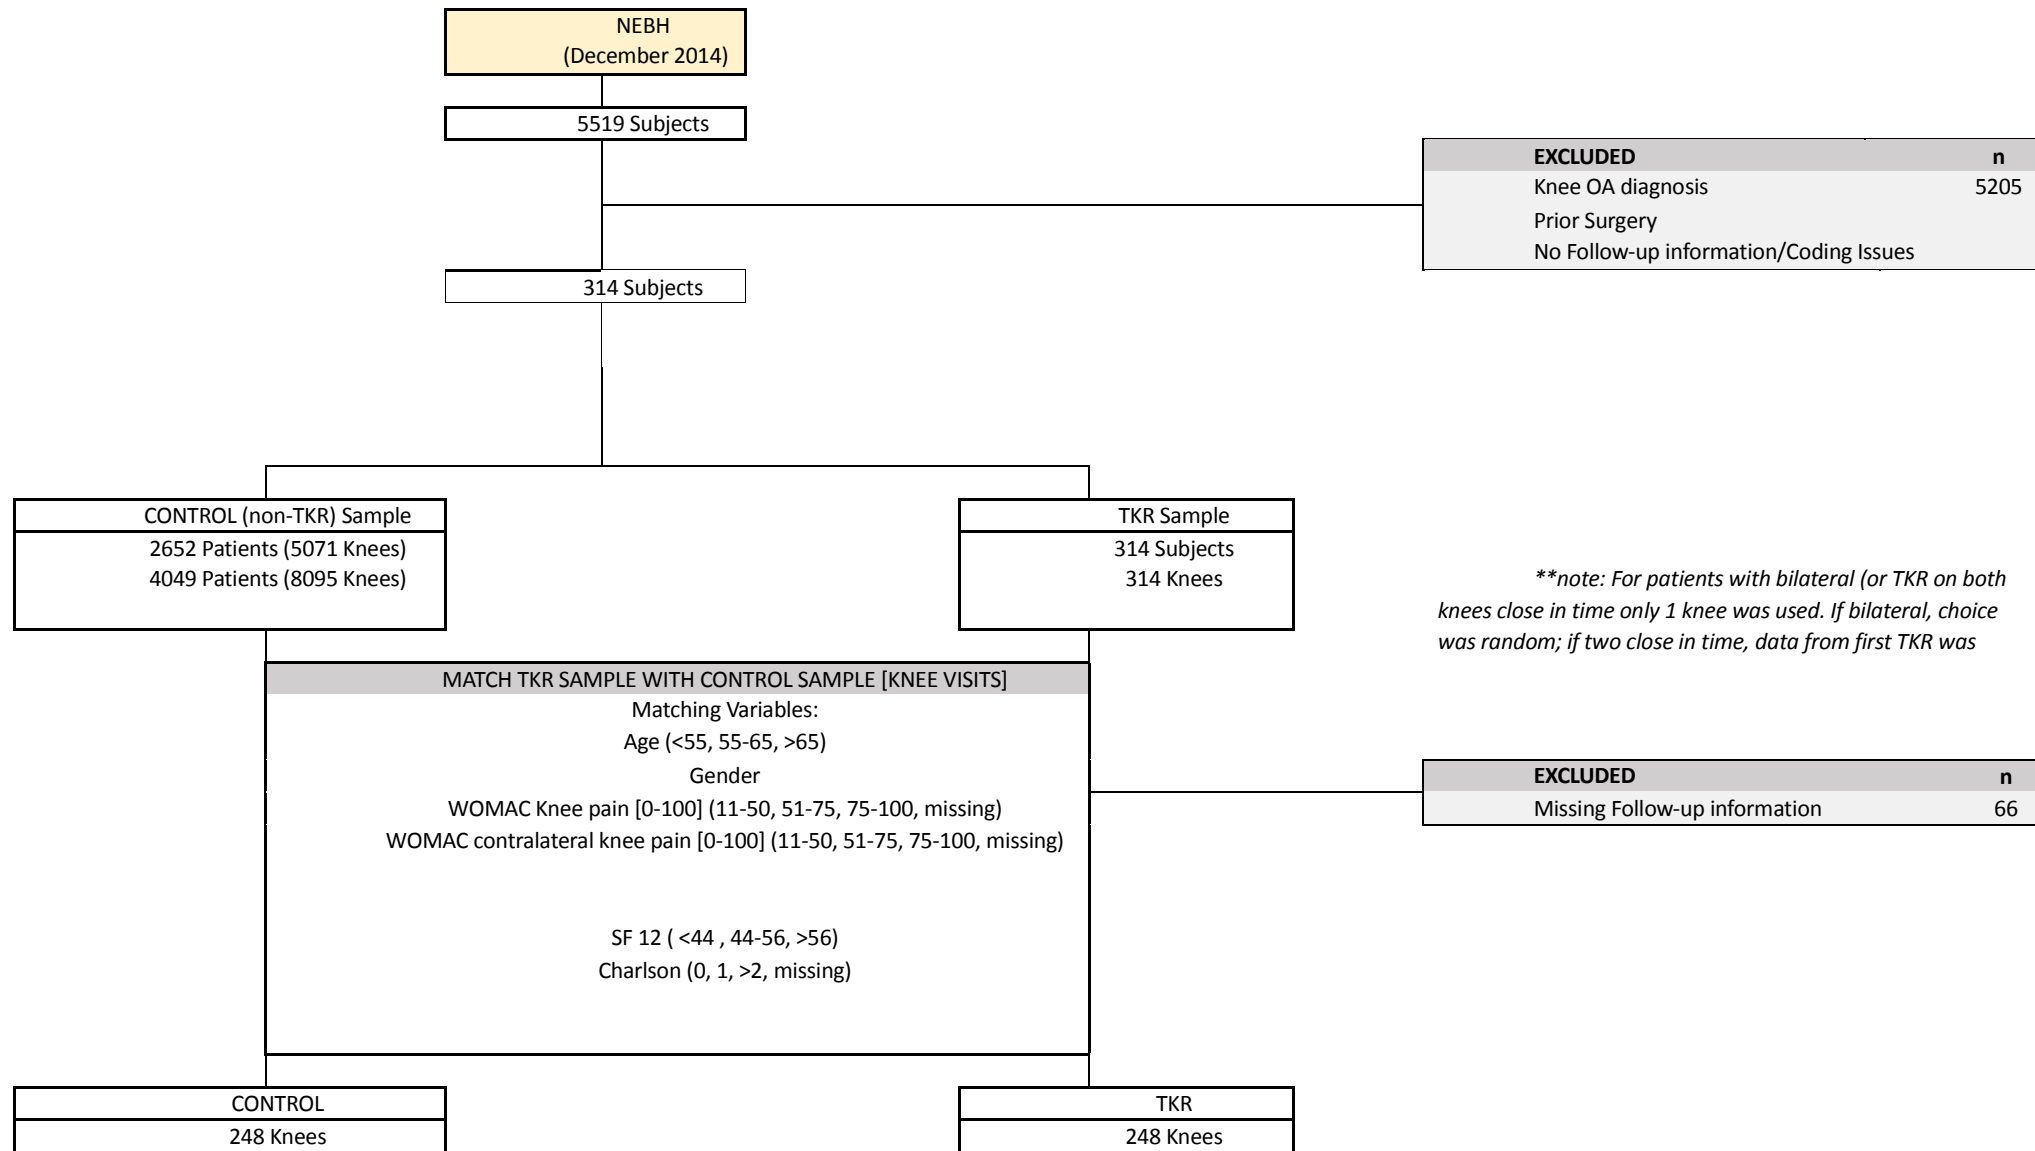 NEBH
(December 2014)
5519 Subjects
EXCLUDED n
Knee OA diagnosis 5205
Prior Surgery
No Follow-up information/Coding Issues
314 Subjects
CONTROL (non-TKR) Sample
2652 Patients (5071 Knees)
4049 Patients (8095 Knees)
TKR Sample
314 Subjects
314 Knees
**note: For patients with bilateral (or TKR on both
knees close in time only 1 knee was used. If bilateral, choice
was random; if two close in time, data from first TKR was
MATCH TKR SAMPLE WITH CONTROL SAMPLE [KNEE VISITS]
Matching Variables:
Age (<55, 55-65, >65)
Gender
WOMAC Knee pain [0-100] (11-50, 51-75, 75-100, missing)
WOMAC contralateral knee pain [0-100] (11-50, 51-75, 75-100, missing)
SF 12 ( <44 , 44-56, >56)
Charlson (0, 1, >2, missing)
EXCLUDED n
Missing Follow-up information 66
CONTROL
248 Knees
TKR
248 Knees